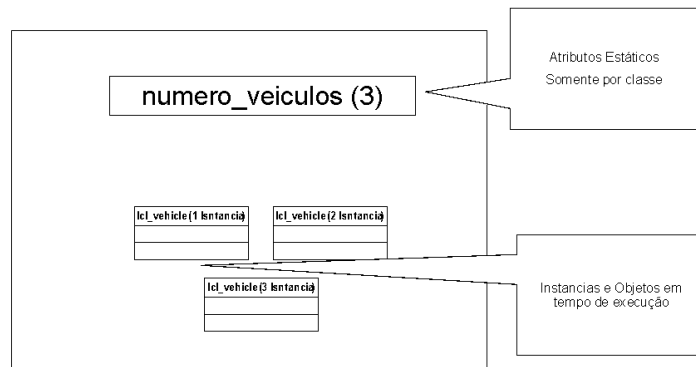 Atributos Estáticos
Somente por classe
numero_veiculos (3)
lcl_vehicle(1 Isntancia)
lcl_vehicle(2 Isntancia)
lcl_vehicle(3 Isntancia)
Instancias e Objetos em
tempo de execução